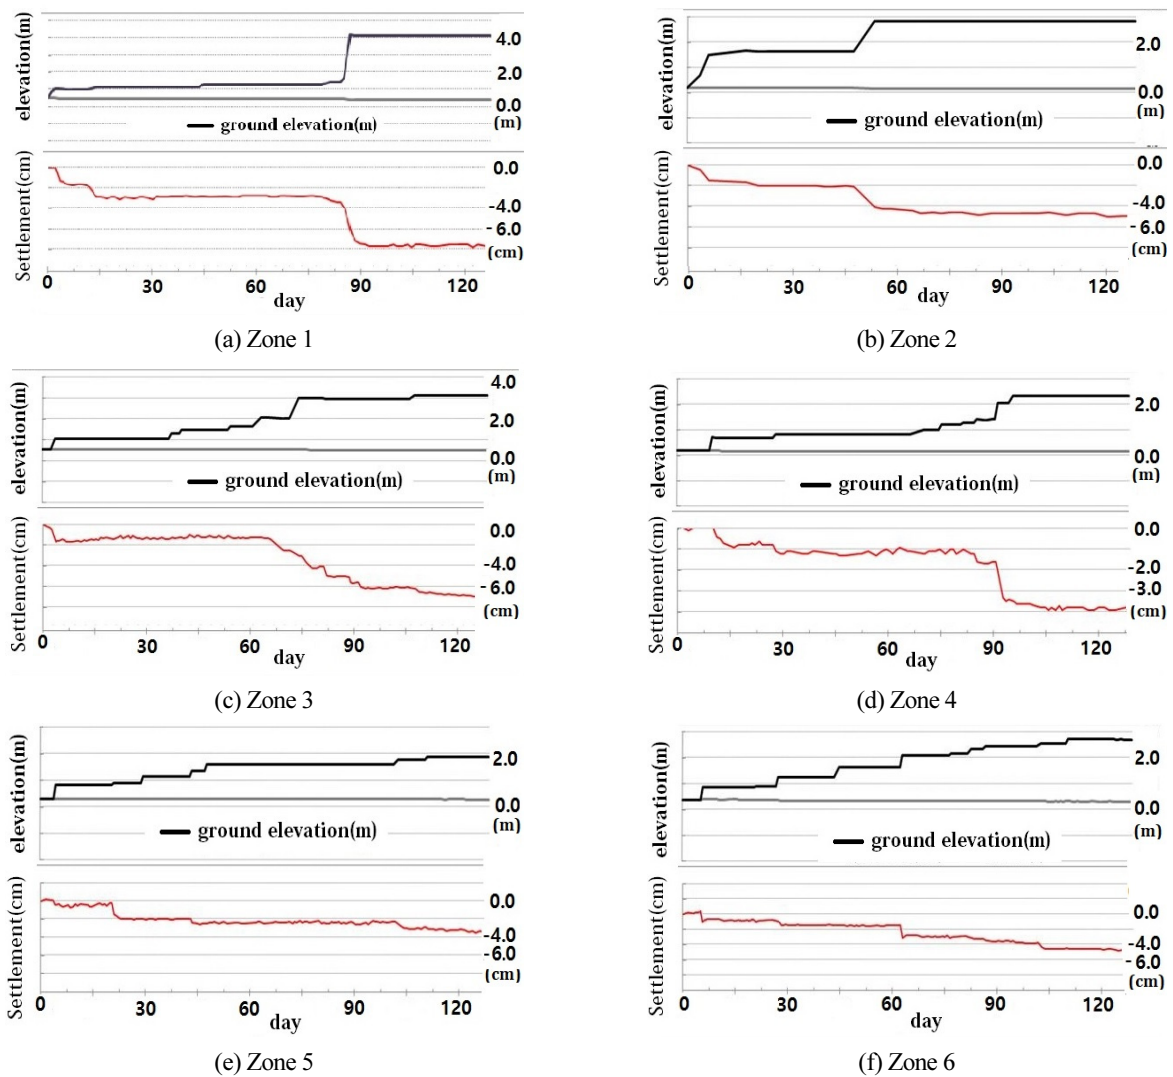 elevation(m)
4.0
2.0
0.0
(m)
ground elevation(m)
Settlement(cm)
0.0
-4.0
-6.0
(cm)
0 30 60 90 120
day
(a) Zone 1
elevation(m)
2.0
0.0
(m)
ground elevation(m)
Settlement(cm)
0.0
-4.0
-6.0
(cm)
0 30 60 90 120
day
(b) Zone 2
elevation(m)
4.0
2.0
0.0
(m)
ground elevation(m)
Settlement(cm)
0.0
-4.0
-6.0
(cm)
0 30 60 90 120
day
(c) Zone 3
elevation(m)
2.0
0.0
(m)
ground elevation(m)
Settlement(cm)
0.0
-2.0
-3.0
(cm)
0 30 60 90 120
day
(d) Zone 4
elevation(m)
2.0
0.0
(m)
ground elevation(m)
Settlement(cm)
0.0
-4.0
-6.0
(cm)
0 30 60 90 120
day
(e) Zone 5
elevation(m)
2.0
0.0
(m)
ground elevation(m)
Settlement(cm)
0.0
-4.0
-6.0
(cm)
0 30 60 90 120
day
(f) Zone 6